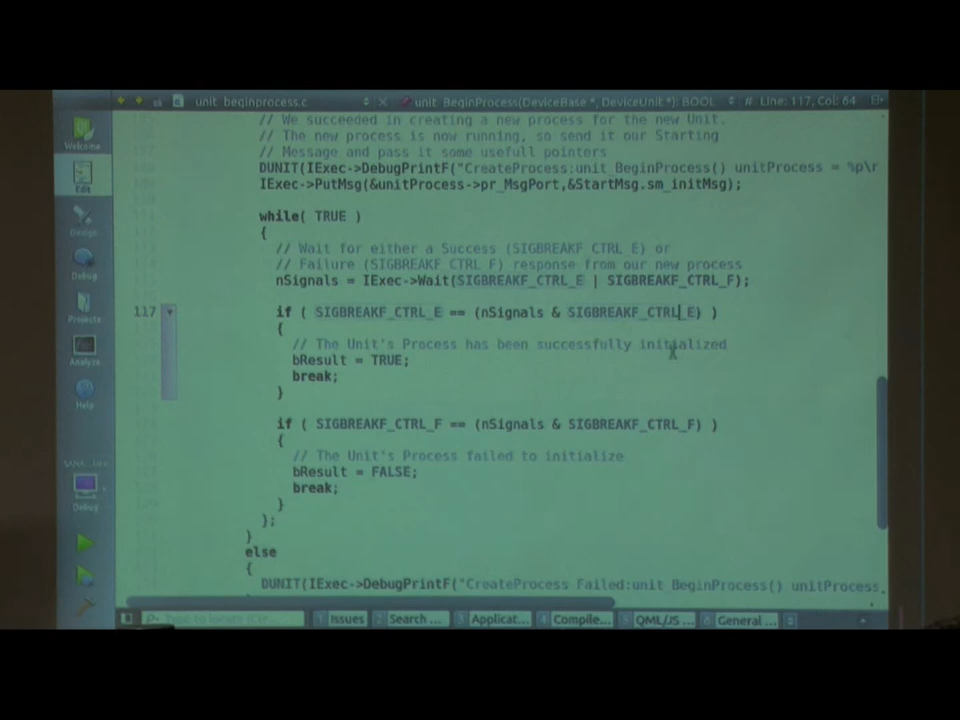 unit_beginprocess.c unit_BeginProcess(DeviceBase *, DeviceUnit *): BOOL # Line: 117, Col: 64
Welcome
Edit
Design
Debug
Projects
Analyze
Help
Debug
// We succeeded in creating a new process for the new Unit.
// The new process is now running, so send it our Starting
// Message and pass it some usefull pointers
DUNIT(IExec->DebugPrintF("CreateProcess:unit_BeginProcess() unitProcess = %p\r
IExec->PutMsg(&unitProcess->pr_MsgPort,&StartMsg.sm_initMsg);
while( TRUE )
{
// Wait for either a Success (SIGBREAKF_CTRL_E) or
// Failure (SIGBREAKF_CTRL_F) response from our new process
nSignals = IExec->Wait(SIGBREAKF_CTRL_E | SIGBREAKF_CTRL_F);
117 if ( SIGBREAKF_CTRL_E == (nSignals & SIGBREAKF_CTRL_E) )
{
// The Unit's Process has been successfully initialized
bResult = TRUE;
break;
}
if ( SIGBREAKF_CTRL_F == (nSignals & SIGBREAKF_CTRL_F) )
{
// The Unit's Process failed to initialize
bResult = FALSE;
break;
}
};
}
else
{
DUNIT(IExec->DebugPrintF("CreateProcess Failed:unit_BeginProcess() unitProcess
1 Issues 2 Search ... 3 Applicat... 4 Compile... 5 QML/JS ... 6 General ...